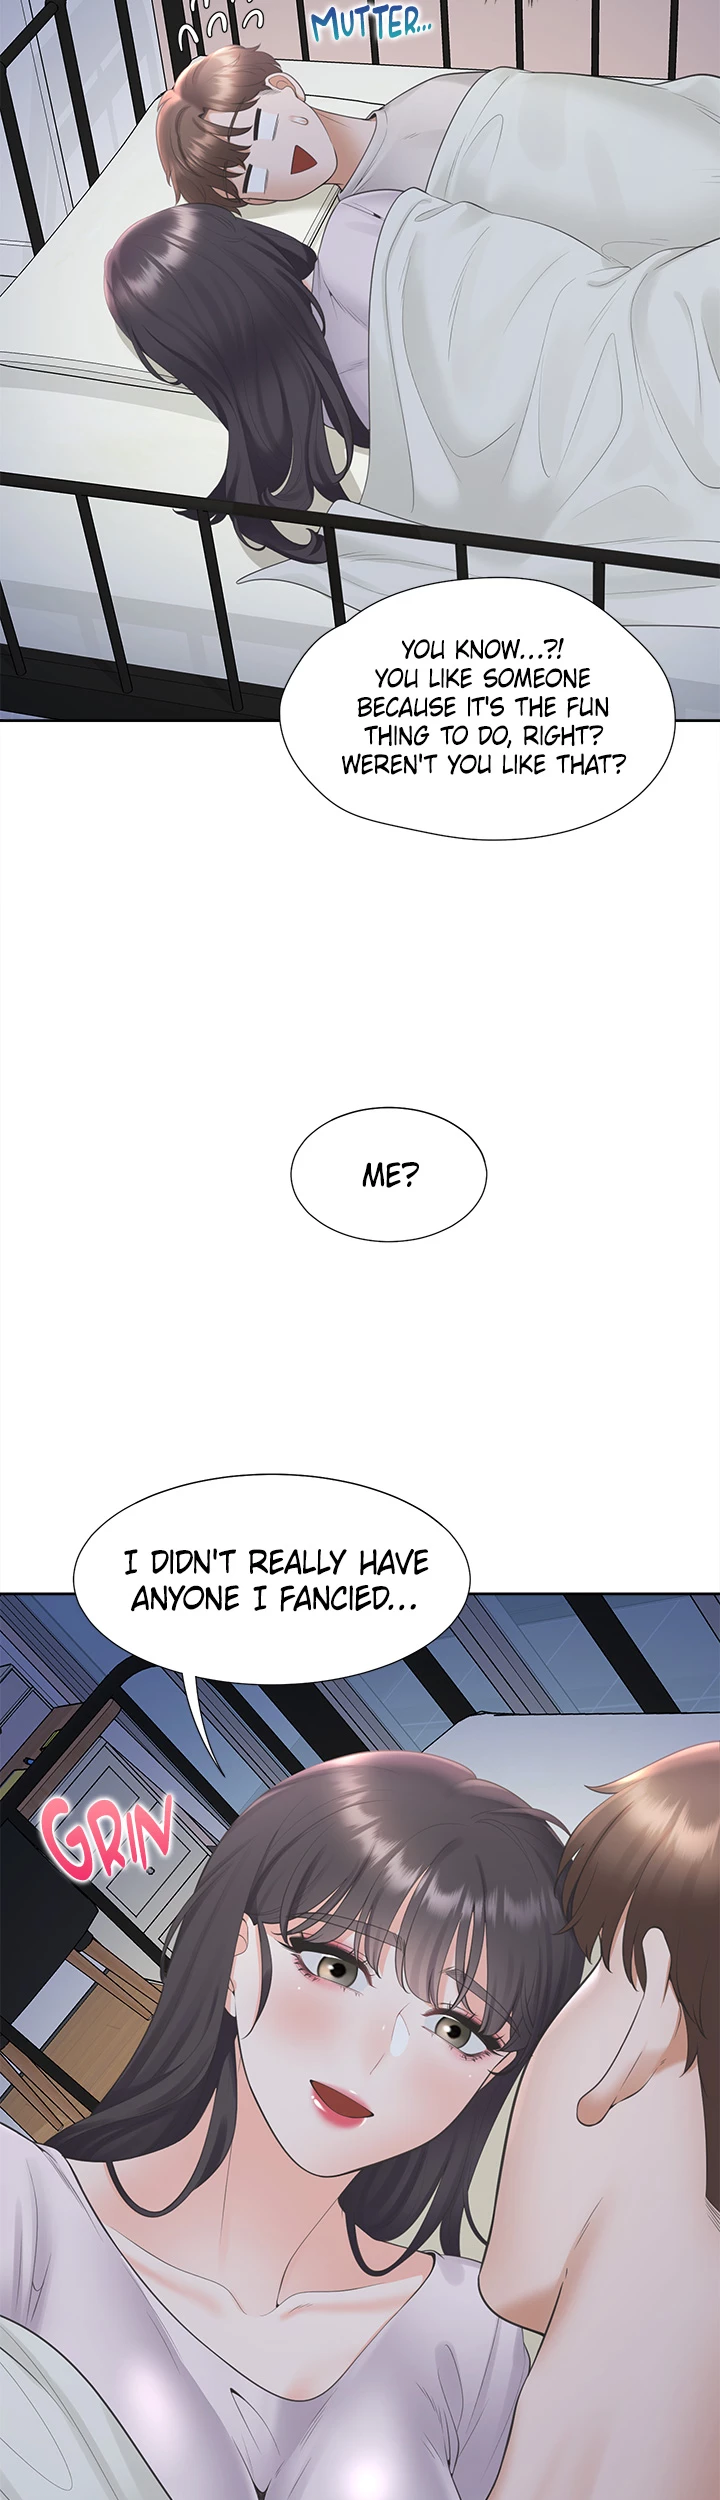 MUTTER...
YOU KNOW...?!
YOU LIKE SOMEONE
BECAUSE IT'S THE FUN
THING TO DO, RIGHT?
WEREN'T YOU LIKE THAT?
ME?
I DIDN'T REALLY HAVE
ANYONE I FANCIED...
GRIN